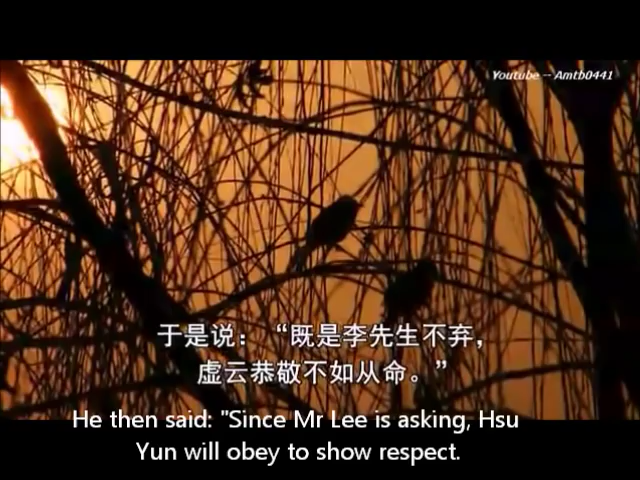 Youtube -- Amtb0441
于是说：“既是李先生不弃，
虚云恭敬不如从命。”
He then said: "Since Mr Lee is asking, Hsu
Yun will obey to show respect.